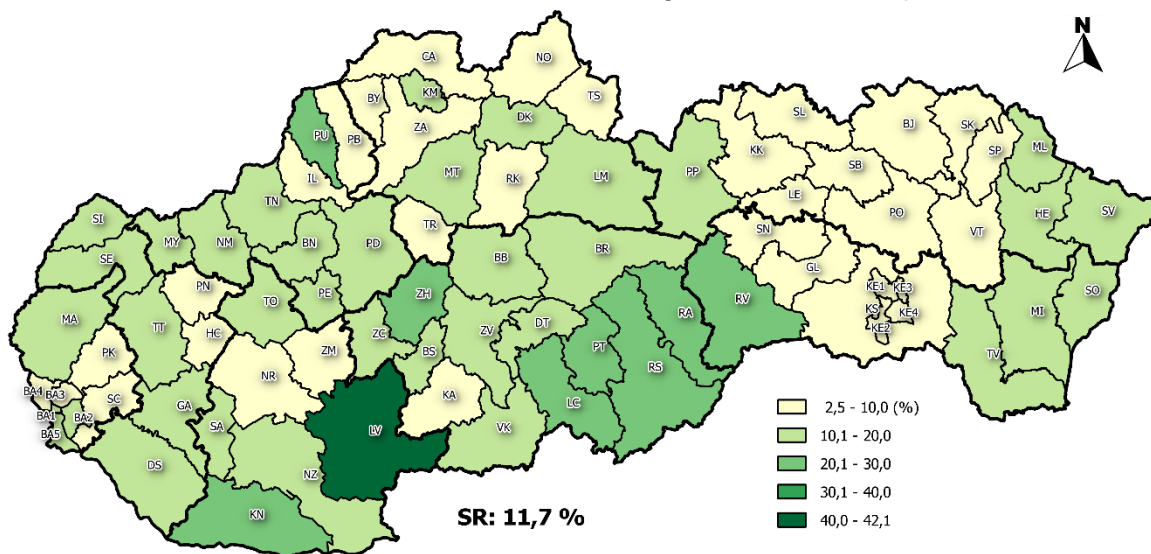 N
CA
NO
BY
KM
TS
PU
PB
ZA
DK
SL
BJ
SK
SP
ML
KK
IL
MT
RK
LM
PP
SB
LE
PO
HE
SV
SI
TN
TR
SN
VT
MY
NM
BN
PD
BB
BR
GL
SE
PN
TO
PE
ZH
RV
KE1
KE3
SO
MA
TT
HC
ZC
ZV
DT
RA
KS
KE4
MI
KE2
PK
ZM
BS
PT
RS
TV
NR
KA
LC
BA4
BA3
SC
BA1
BA2
BA5
GA
SA
LV
VK
DS
NZ
KN
2,5 - 10,0 (%)
10,1 - 20,0
20,1 - 30,0
30,1 - 40,0
40,0 - 42,1
SR: 11,7 %